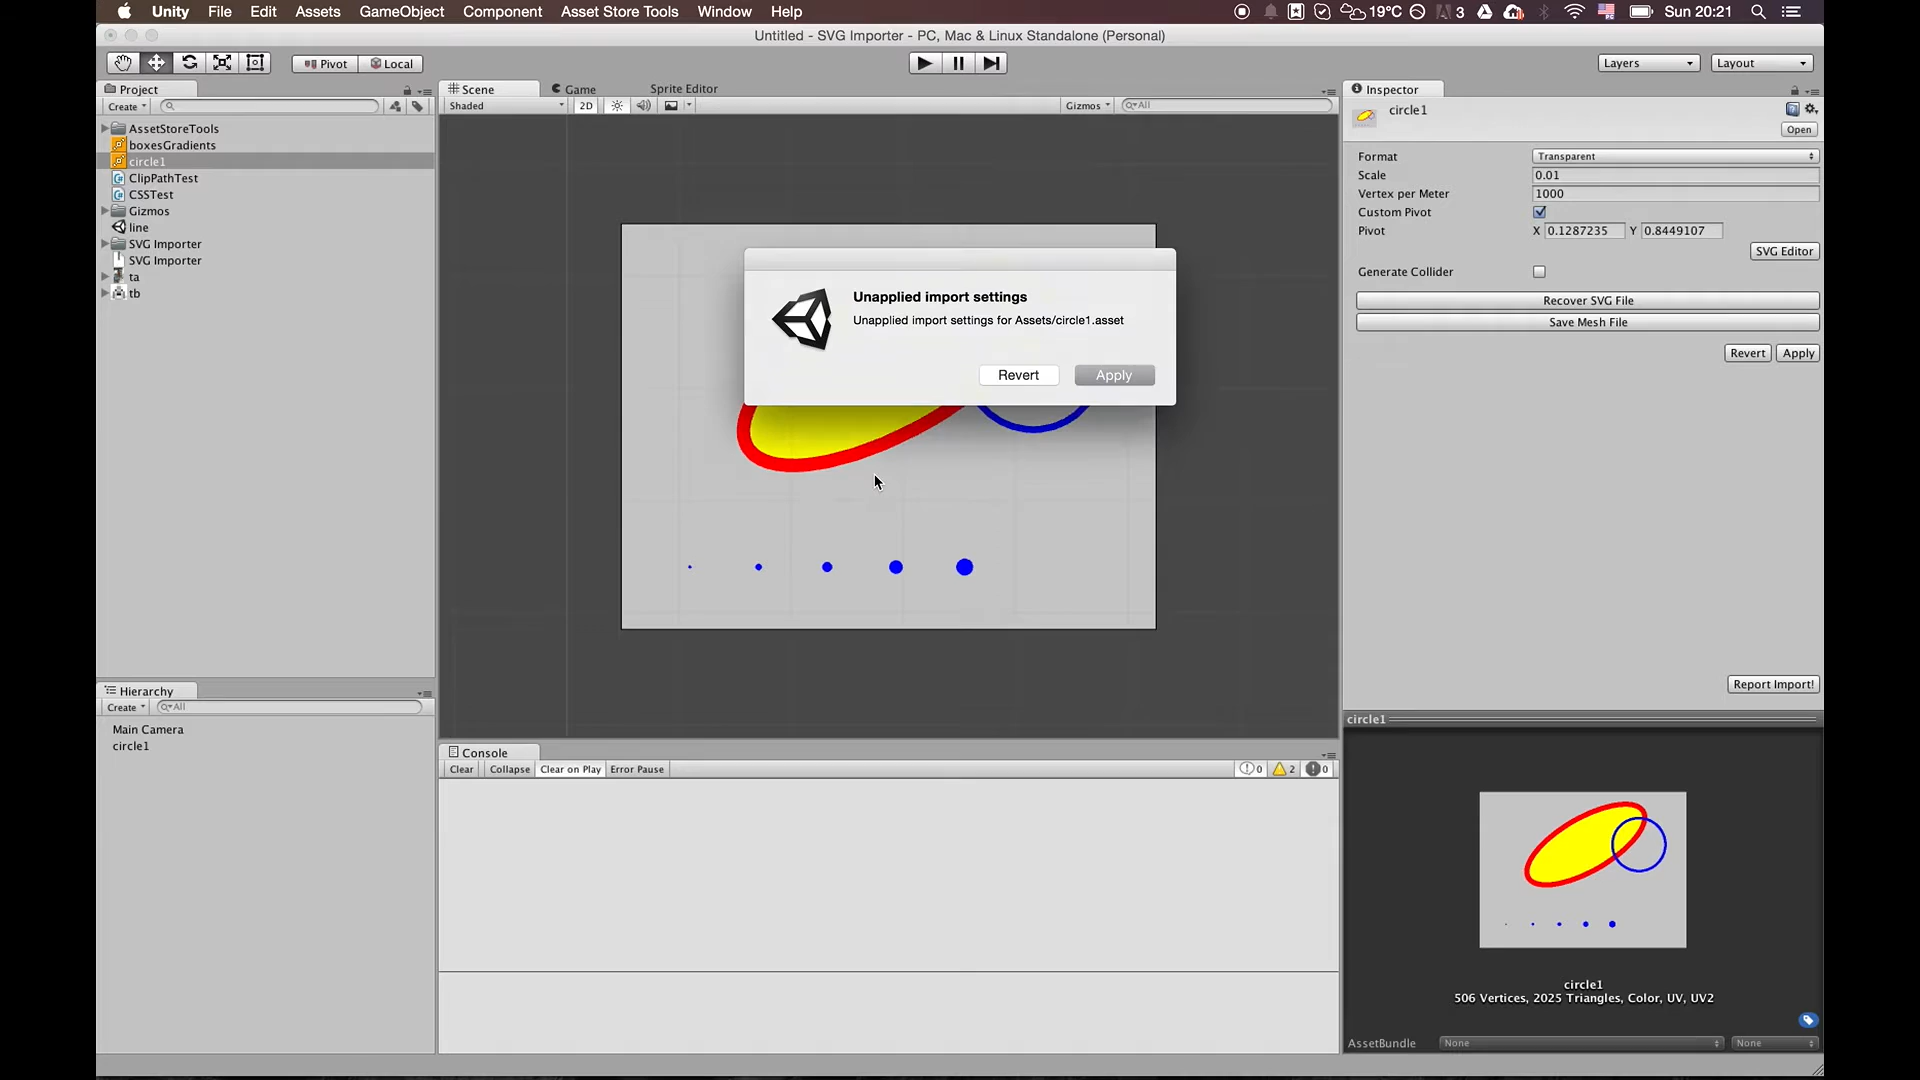 Unity File Edit Assets GameObject Component Asset Store Tools Window Help 3 19°C Sun 20:21
Untitled - SVG Importer - PC, Mac & Linux Standalone (Personal)
Pivot Local Layers Layout
Project
Create
AssetStoreTools
boxesGradients
circle1
ClipPathTest
CSSTest
Gizmos
line
SVG Importer
SVG Importer
ta
tb
Hierarchy
Create All
Main Camera
circle1
Scene Game Sprite Editor
Shaded 2D Gizmos All
Unapplied import settings
Unapplied import settings for Assets/circle1.asset
Revert Apply
Console
Clear Collapse Clear on Play Error Pause 0 2 0
Inspector
circle1
Open
Format Transparent
Scale 0.01
Vertex per Meter 1000
Custom Pivot
Pivot X 0.1287235 Y 0.8449107
SVG Editor
Generate Collider
Recover SVG File
Save Mesh File
Revert Apply
Report Import!
circle1
circle1
506 Vertices, 2025 Triangles, Color, UV, UV2
AssetBundle None None